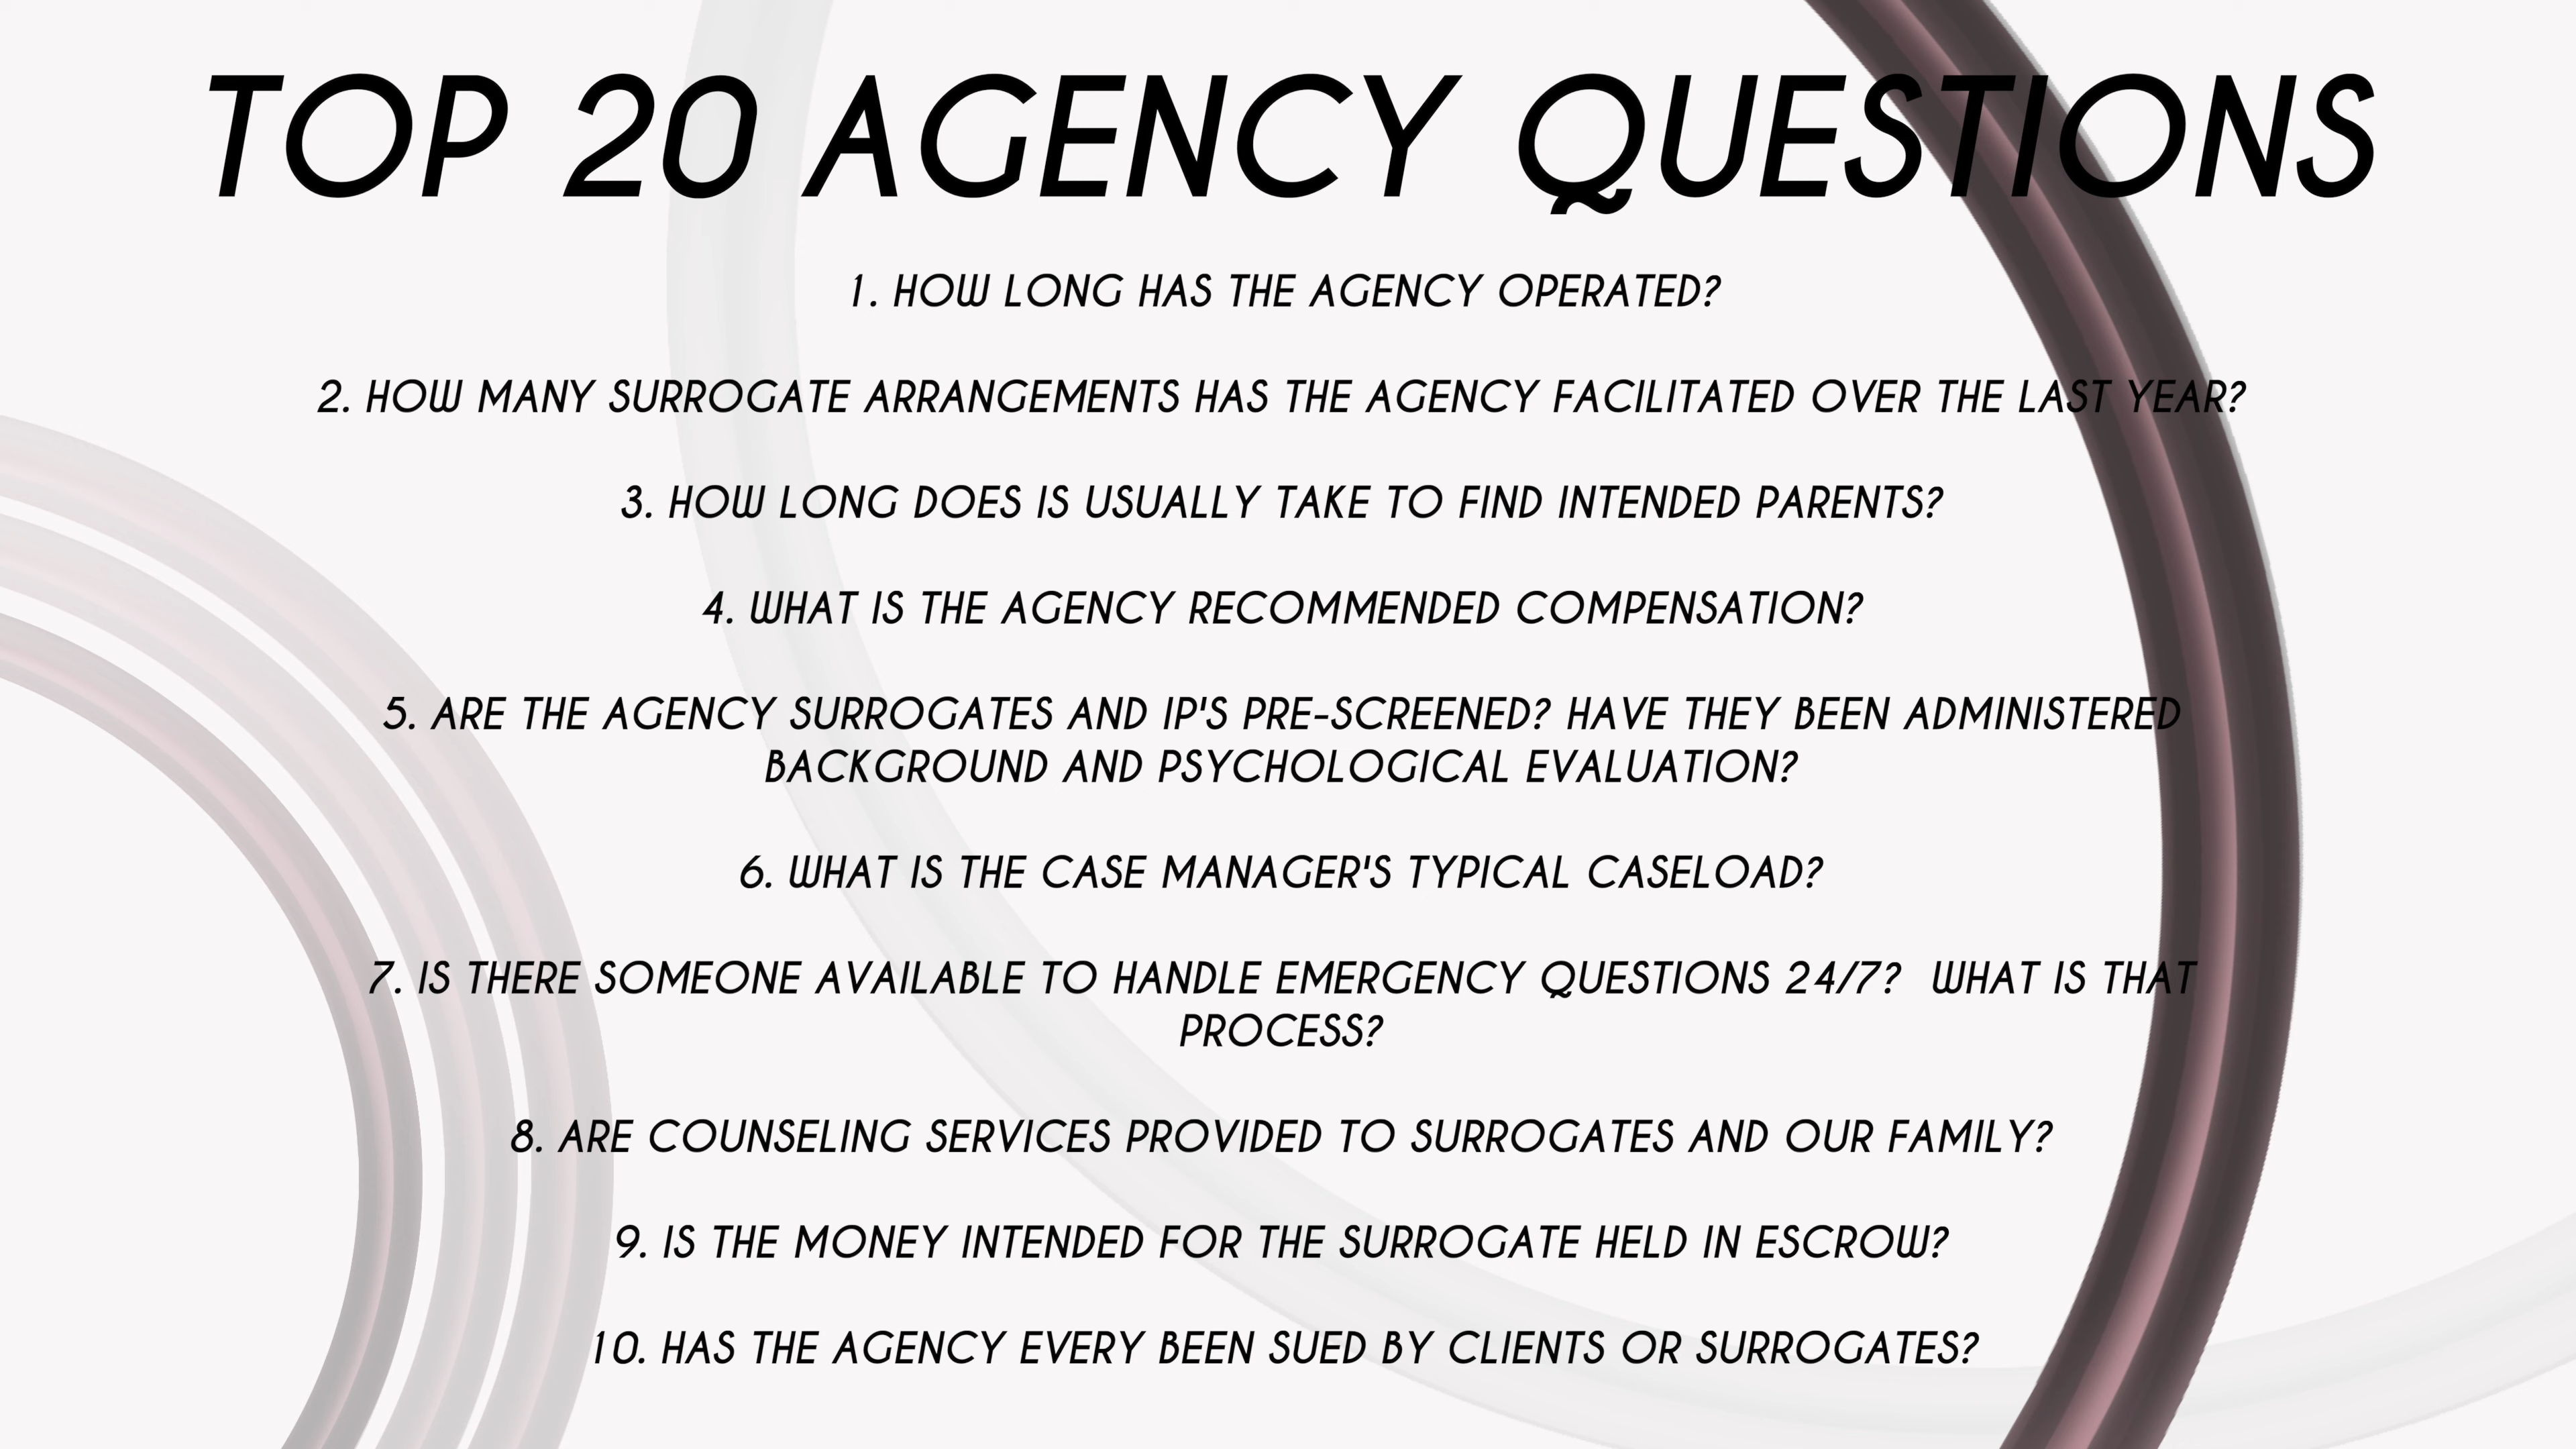 TOP 20 AGENCY QUESTIONS
1. HOW LONG HAS THE AGENCY OPERATED?
2. HOW MANY SURROGATE ARRANGEMENTS HAS THE AGENCY FACILITATED OVER THE LAST YEAR?
3. HOW LONG DOES IS USUALLY TAKE TO FIND INTENDED PARENTS?
4. WHAT IS THE AGENCY RECOMMENDED COMPENSATION?
5. ARE THE AGENCY SURROGATES AND IP'S PRE-SCREENED? HAVE THEY BEEN ADMINISTERED
BACKGROUND AND PSYCHOLOGICAL EVALUATION?
6. WHAT IS THE CASE MANAGER'S TYPICAL CASELOAD?
7. IS THERE SOMEONE AVAILABLE TO HANDLE EMERGENCY QUESTIONS 24/7?  WHAT IS THAT
PROCESS?
8. ARE COUNSELING SERVICES PROVIDED TO SURROGATES AND OUR FAMILY?
9. IS THE MONEY INTENDED FOR THE SURROGATE HELD IN ESCROW?
10. HAS THE AGENCY EVERY BEEN SUED BY CLIENTS OR SURROGATES?